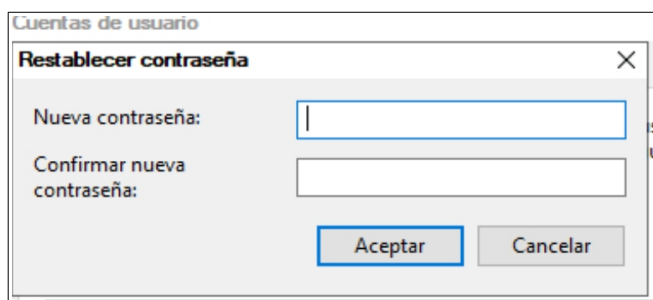 Cuentas de usuario
Restablecer contraseña
Nueva contraseña:
Confirmar nueva
contraseña:
Aceptar
Cancelar